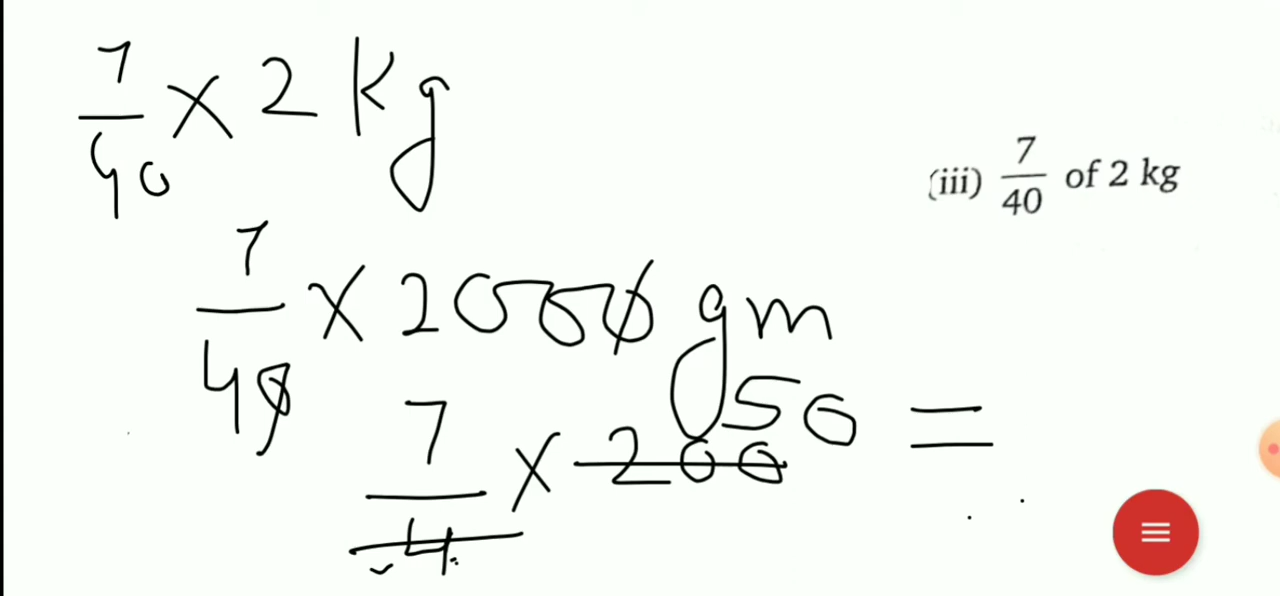 7/40 × 2 kg
(iii) 7/40 of 2 kg
7/40 × 2000 gm
7/4 × 200 50 =